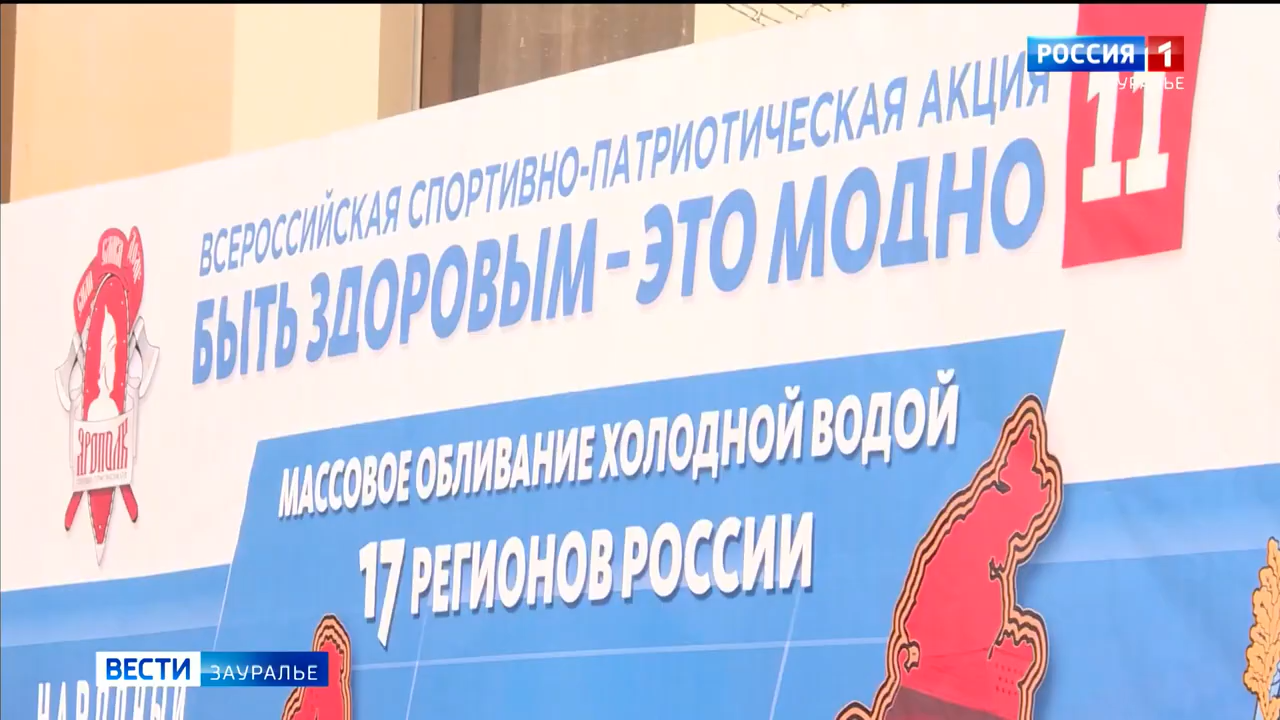 РОССИЯ 1
ВСЕРОССИЙСКАЯ СПОРТИВНО-ПАТРИОТИЧЕСКАЯ АКЦИЯ
11
БЫТЬ ЗДОРОВЫМ – ЭТО МОДНО
МАССОВОЕ ОБЛИВАНИЕ ХОЛОДНОЙ ВОДОЙ
17 РЕГИОНОВ РОССИИ
ВЕСТИ ЗАУРАЛЬЕ
НАРОДНЫЙ